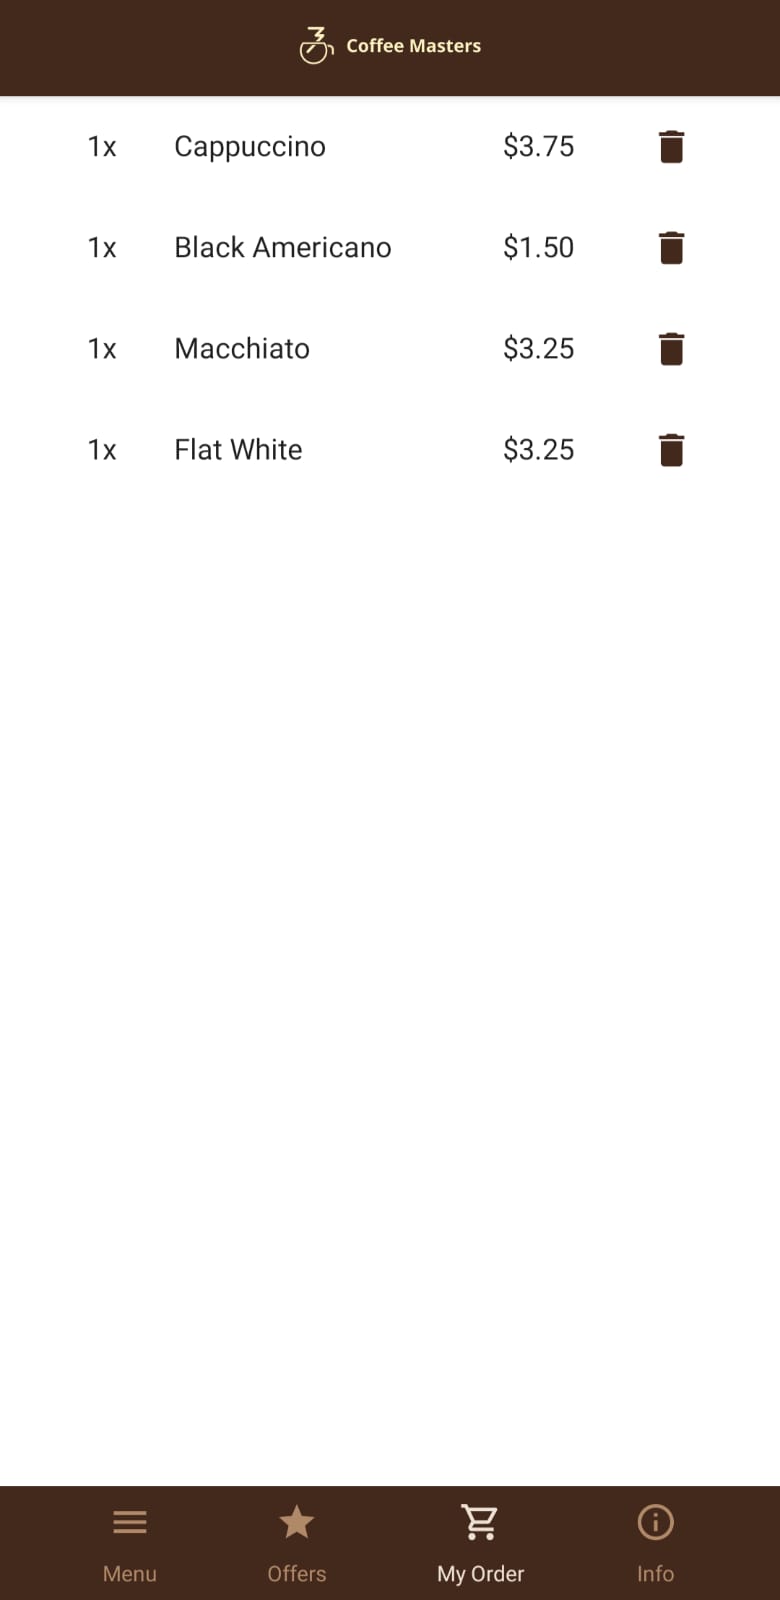 Coffee Masters
1x Cappuccino $3.75
1x Black Americano $1.50
1x Macchiato $3.25
1x Flat White $3.25
Menu Offers My Order Info